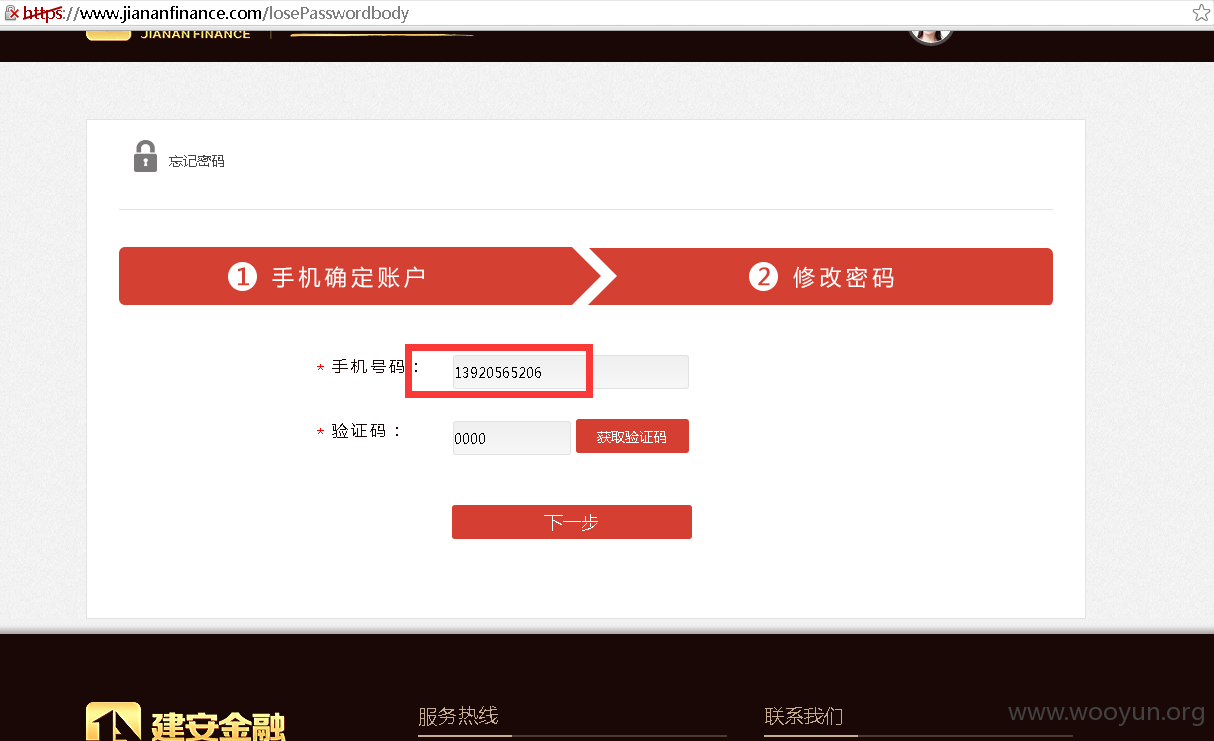 https://www.jiananfinance.com/losePasswordbody
JIANAN FINANCE
忘记密码
1 手机确定账户
2 修改密码
* 手机号码：
13920565206
* 验证码：
0000
获取验证码
下一步
建安金融
服务热线
联系我们
www.wooyun.org